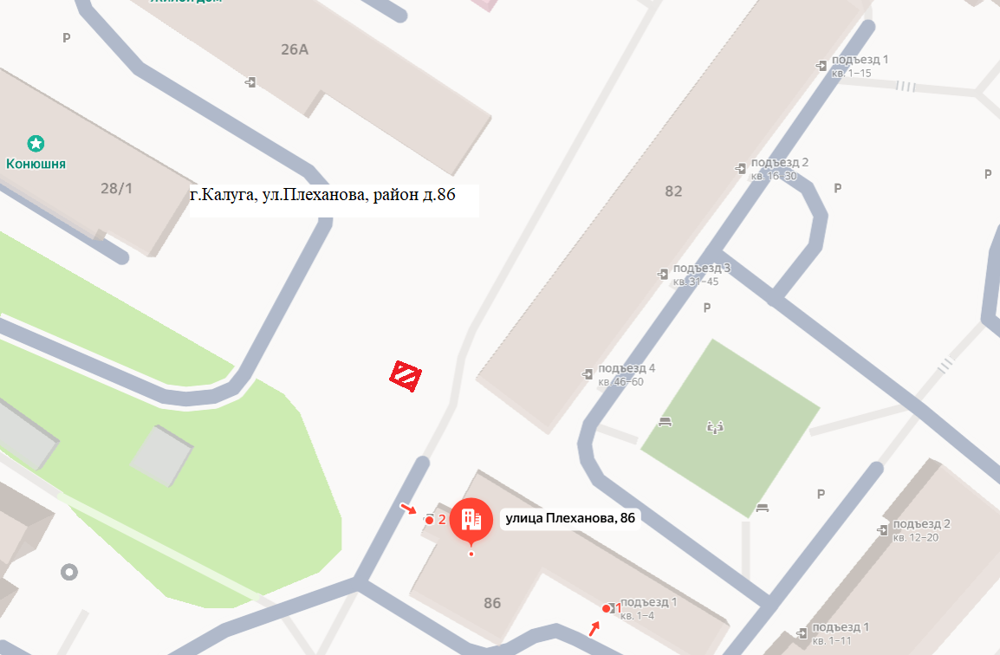 Жилой дом
P
26А
подъезд 1
кв. 1–15
Конюшня
28/1
подъезд 2
кв. 16–30
P
P
г.Калуга, ул.Плеханова, район д.86
82
подъезд 3
кв. 31–45
P
подъезд 4
кв. 46–60
P
2
улица Плеханова, 86
подъезд 2
кв. 12–20
86
1
подъезд 1
кв. 1–4
подъезд 1
кв. 1–11